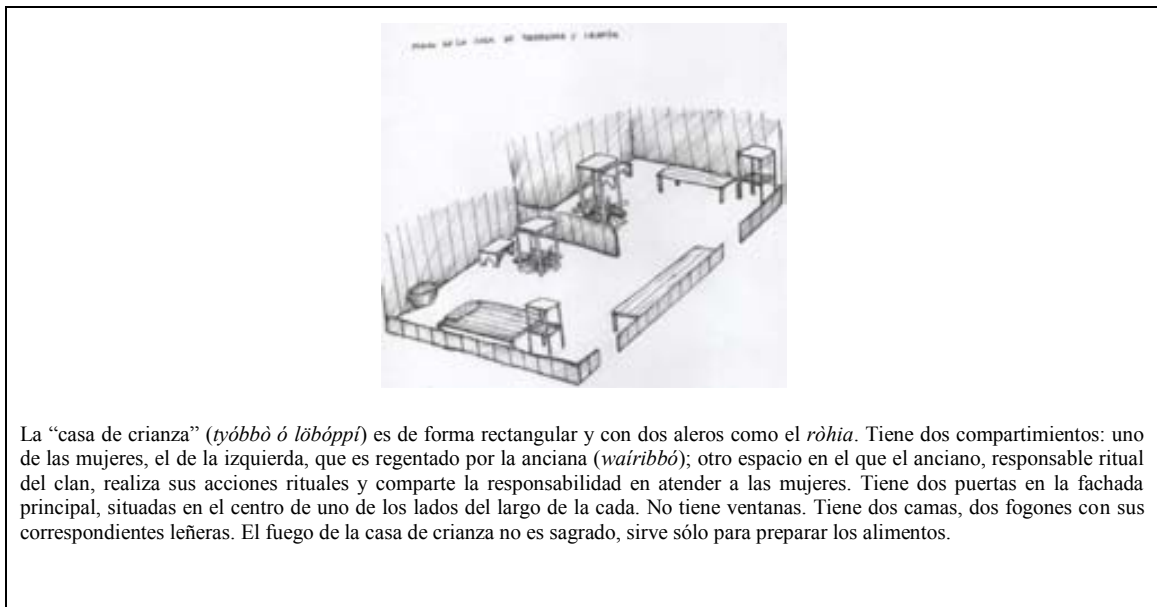 DE LA CASA DE
La “casa de crianza” (tyóbbò ó löbóppí) es de forma rectangular y con dos aleros como el ròhia. Tiene dos compartimientos: uno
de las mujeres, el de la izquierda, que es regentado por la anciana (waíribbó); otro espacio en el que el anciano, responsable ritual
del clan, realiza sus acciones rituales y comparte la responsabilidad en atender a las mujeres. Tiene dos puertas en la fachada
principal, situadas en el centro de uno de los lados del largo de la cada. No tiene ventanas. Tiene dos camas, dos fogones con sus
correspondientes leñeras. El fuego de la casa de crianza no es sagrado, sirve sólo para preparar los alimentos.